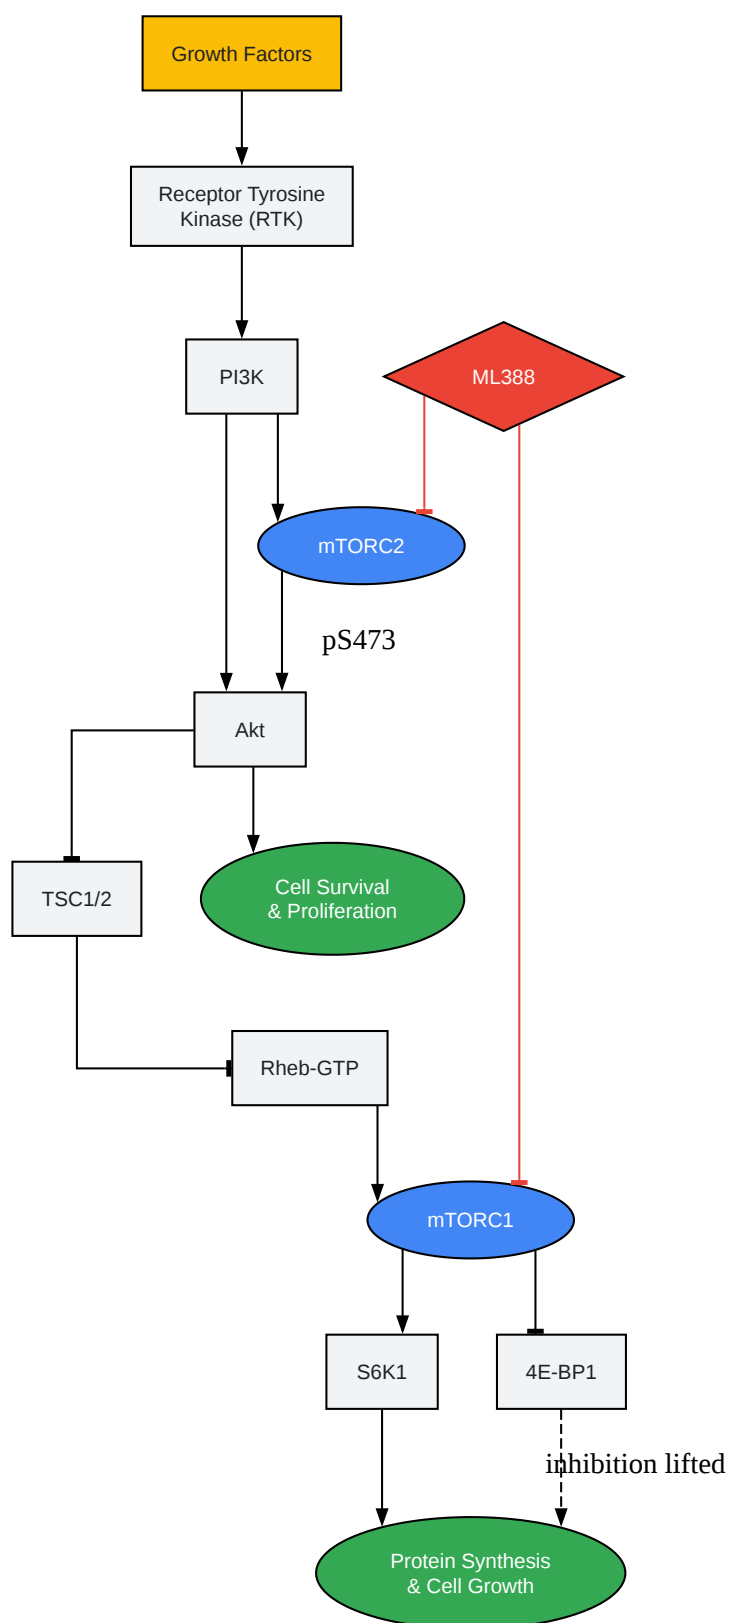 Growth Factors
Receptor Tyrosine
Kinase (RTK)
PI3K
ML388
mTORC2
pS473
Akt
TSC1/2
Cell Survival
& Proliferation
Rheb-GTP
mTORC1
S6K1
4E-BP1
inhibition lifted
Protein Synthesis
& Cell Growth